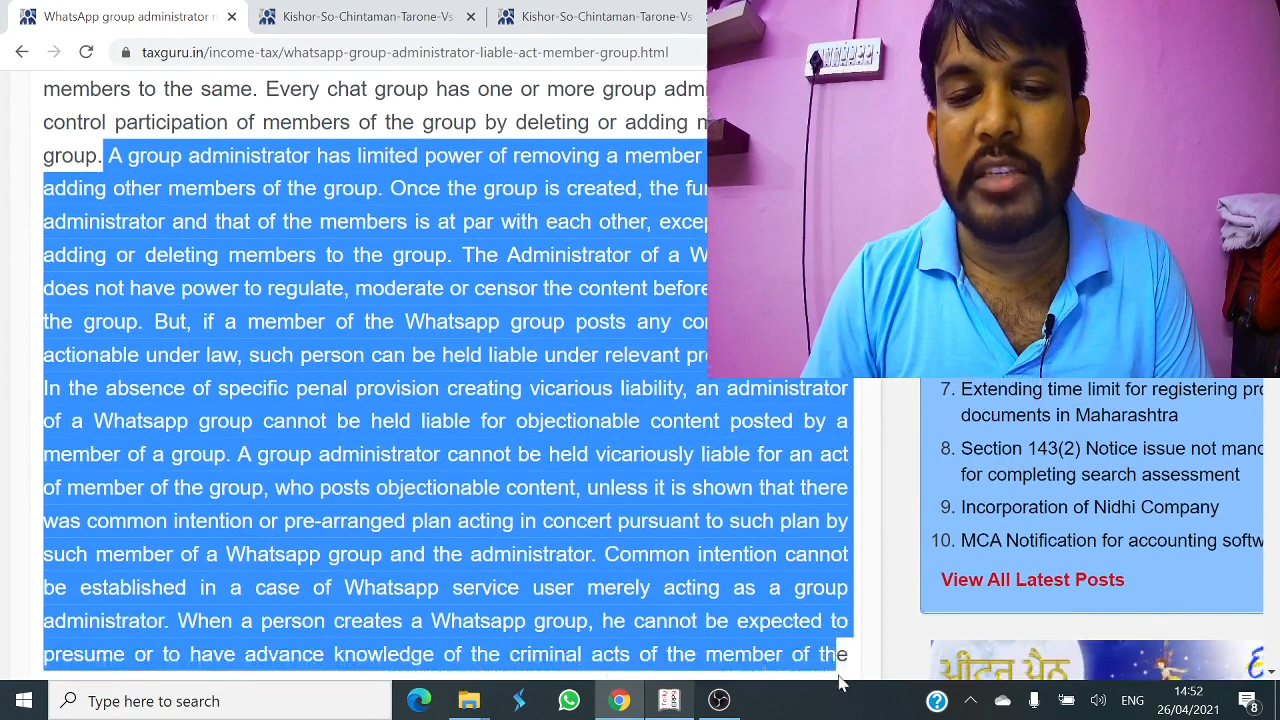 WhatsApp group administrator n
Kishor-So-Chintaman-Tarone-Vs
Kishor-So-Chintaman-Tarone-Vs
taxguru.in/income-tax/whatsapp-group-administrator-liable-act-member-group.html
members to the same. Every chat group has one or more group admi
control participation of members of the group by deleting or adding m
group. A group administrator has limited power of removing a member
adding other members of the group. Once the group is created, the fu
administrator and that of the members is at par with each other, excep
adding or deleting members to the group. The Administrator of a W
does not have power to regulate, moderate or censor the content before
the group. But, if a member of the Whatsapp group posts any co
actionable under law, such person can be held liable under relevant pr
In the absence of specific penal provision creating vicarious liability, an administrator
of a Whatsapp group cannot be held liable for objectionable content posted by a
member of a group. A group administrator cannot be held vicariously liable for an act
of member of the group, who posts objectionable content, unless it is shown that there
was common intention or pre-arranged plan acting in concert pursuant to such plan by
such member of a Whatsapp group and the administrator. Common intention cannot
be established in a case of Whatsapp service user merely acting as a group
administrator. When a person creates a Whatsapp group, he cannot be expected to
presume or to have advance knowledge of the criminal acts of the member of the
7. Extending time limit for registering pro
documents in Maharashtra
8. Section 143(2) Notice issue not mand
for completing search assessment
9. Incorporation of Nidhi Company
10. MCA Notification for accounting softw
View All Latest Posts
Type here to search
ENG
14:52
26/04/2021
8